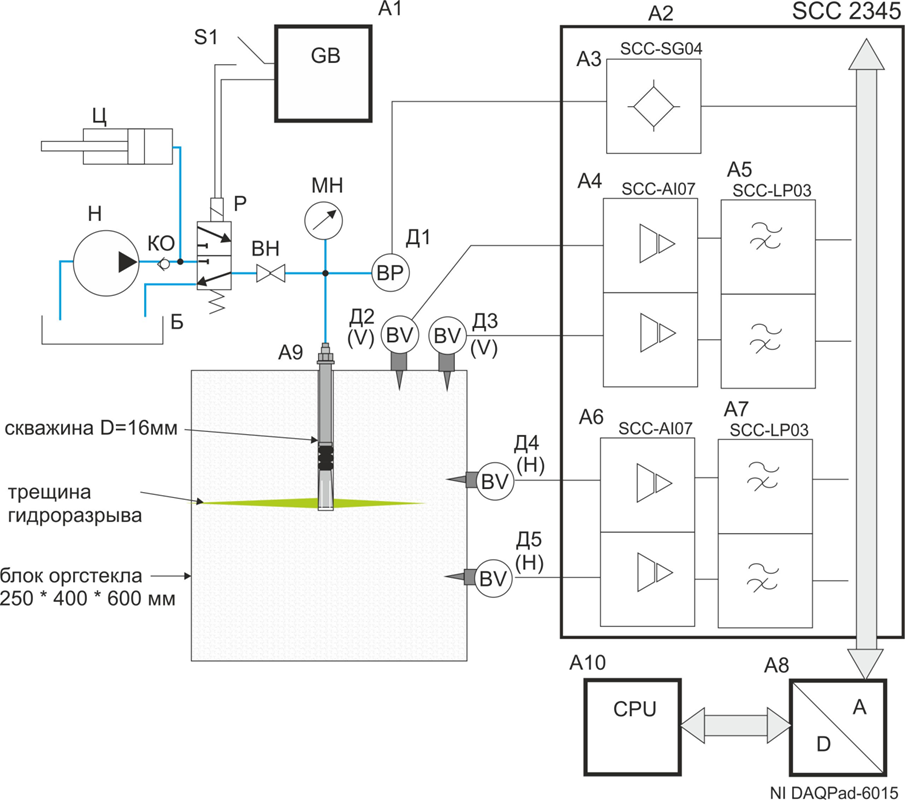 A1
A2
SCC 2345
S1
GB
A3
SCC-SG04
Ц
МН
P
Н
КО
ВН
Д1
BP
A4
SCC-AI07
A5
SCC-LP03
Б
Д2
(V)
BV
BV
Д3
(V)
A9
скважина D=16мм
A6
SCC-AI07
A7
SCC-LP03
Д4
(H)
BV
трещина
гидроразрыва
Д5
(H)
BV
блок оргстекла
250 * 400 * 600 мм
A10
CPU
A8
A
D
NI DAQPad-6015